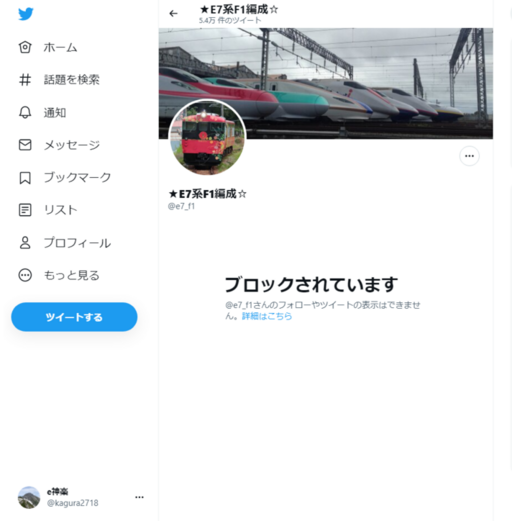 ★E7系F1編成☆
5.4万 件のツイート
ホーム
話題を検索
通知
メッセージ
ブックマーク
リスト
プロフィール
もっと見る
ツイートする
★E7系F1編成☆
@e7_f1
ブロックされています
@e7_f1さんのフォローやツイートの表示はできませ
ん。詳細はこちら
e神楽
@kagura2718